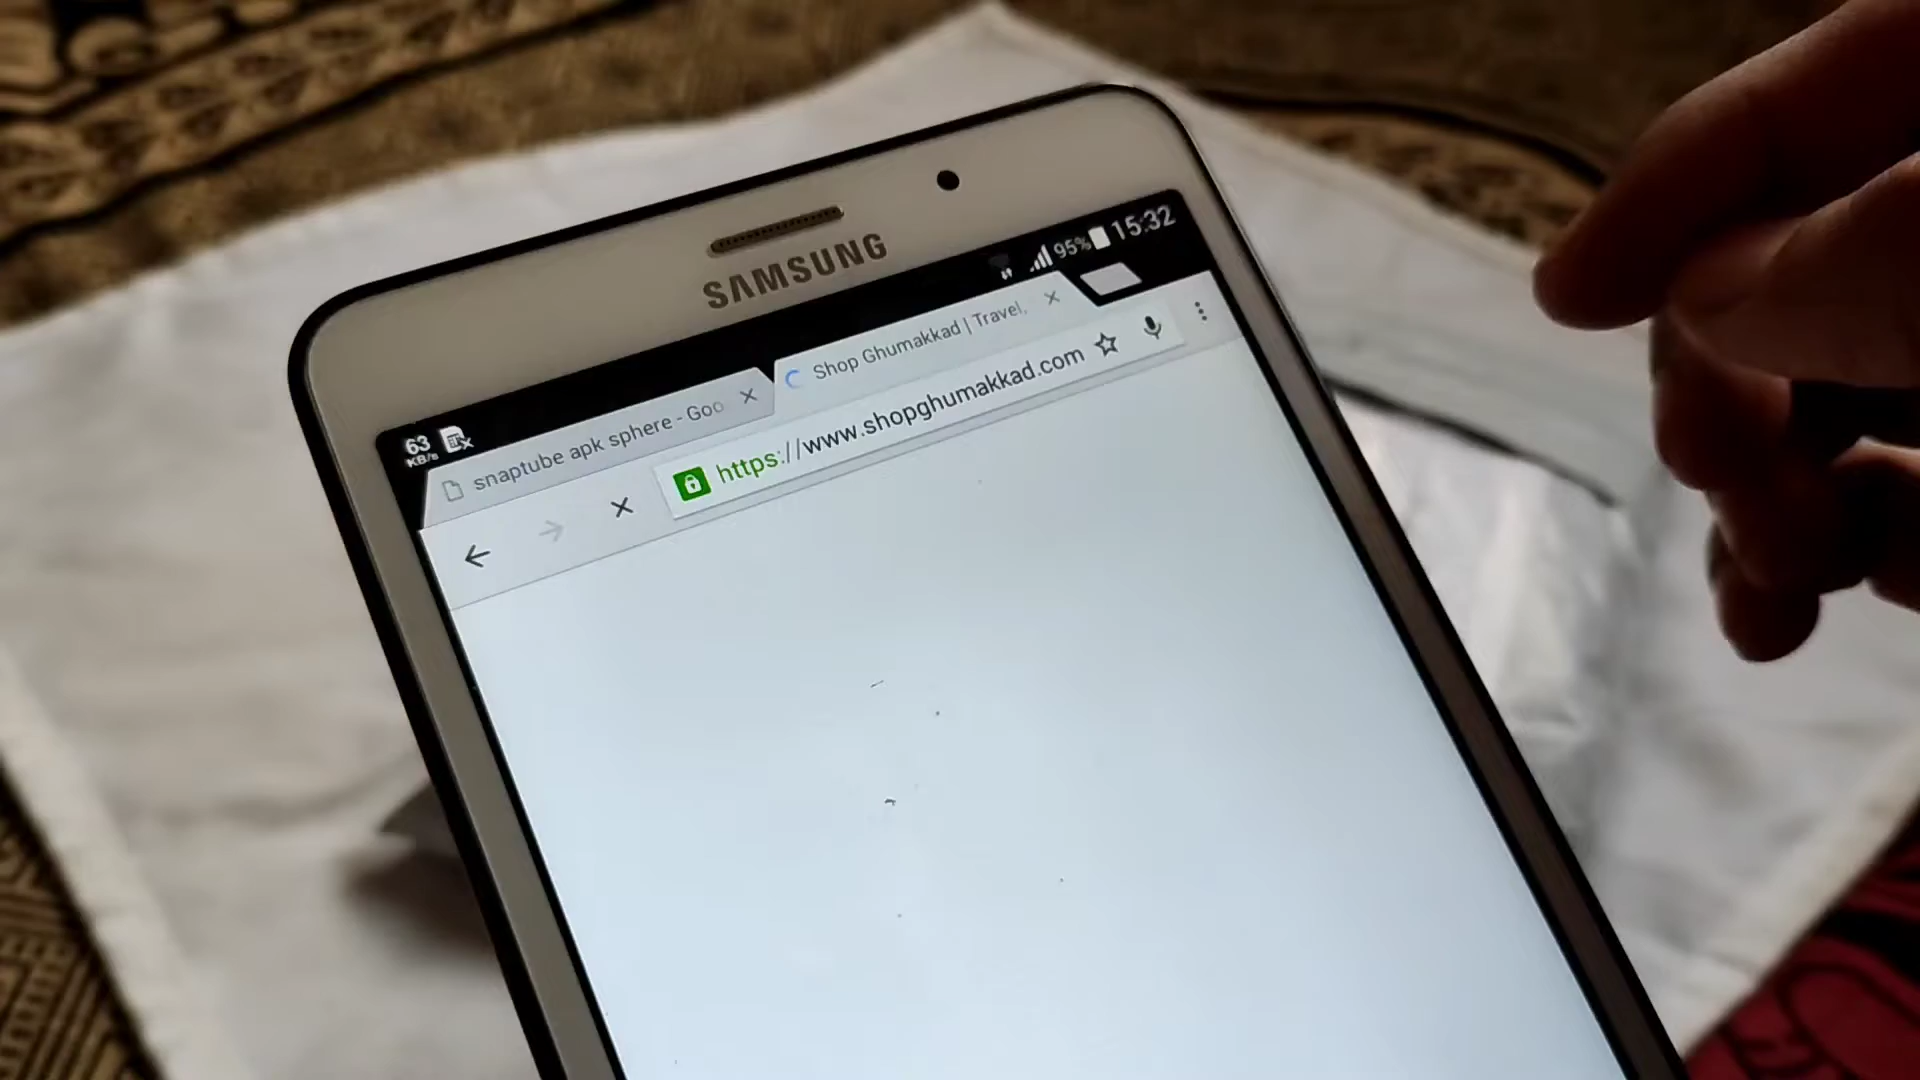 SAMSUNG
63 KB/s
95% 15:32
snaptube apk sphere - Goo
Shop Ghumakkad | Travel,
https://www.shopghumakkad.com